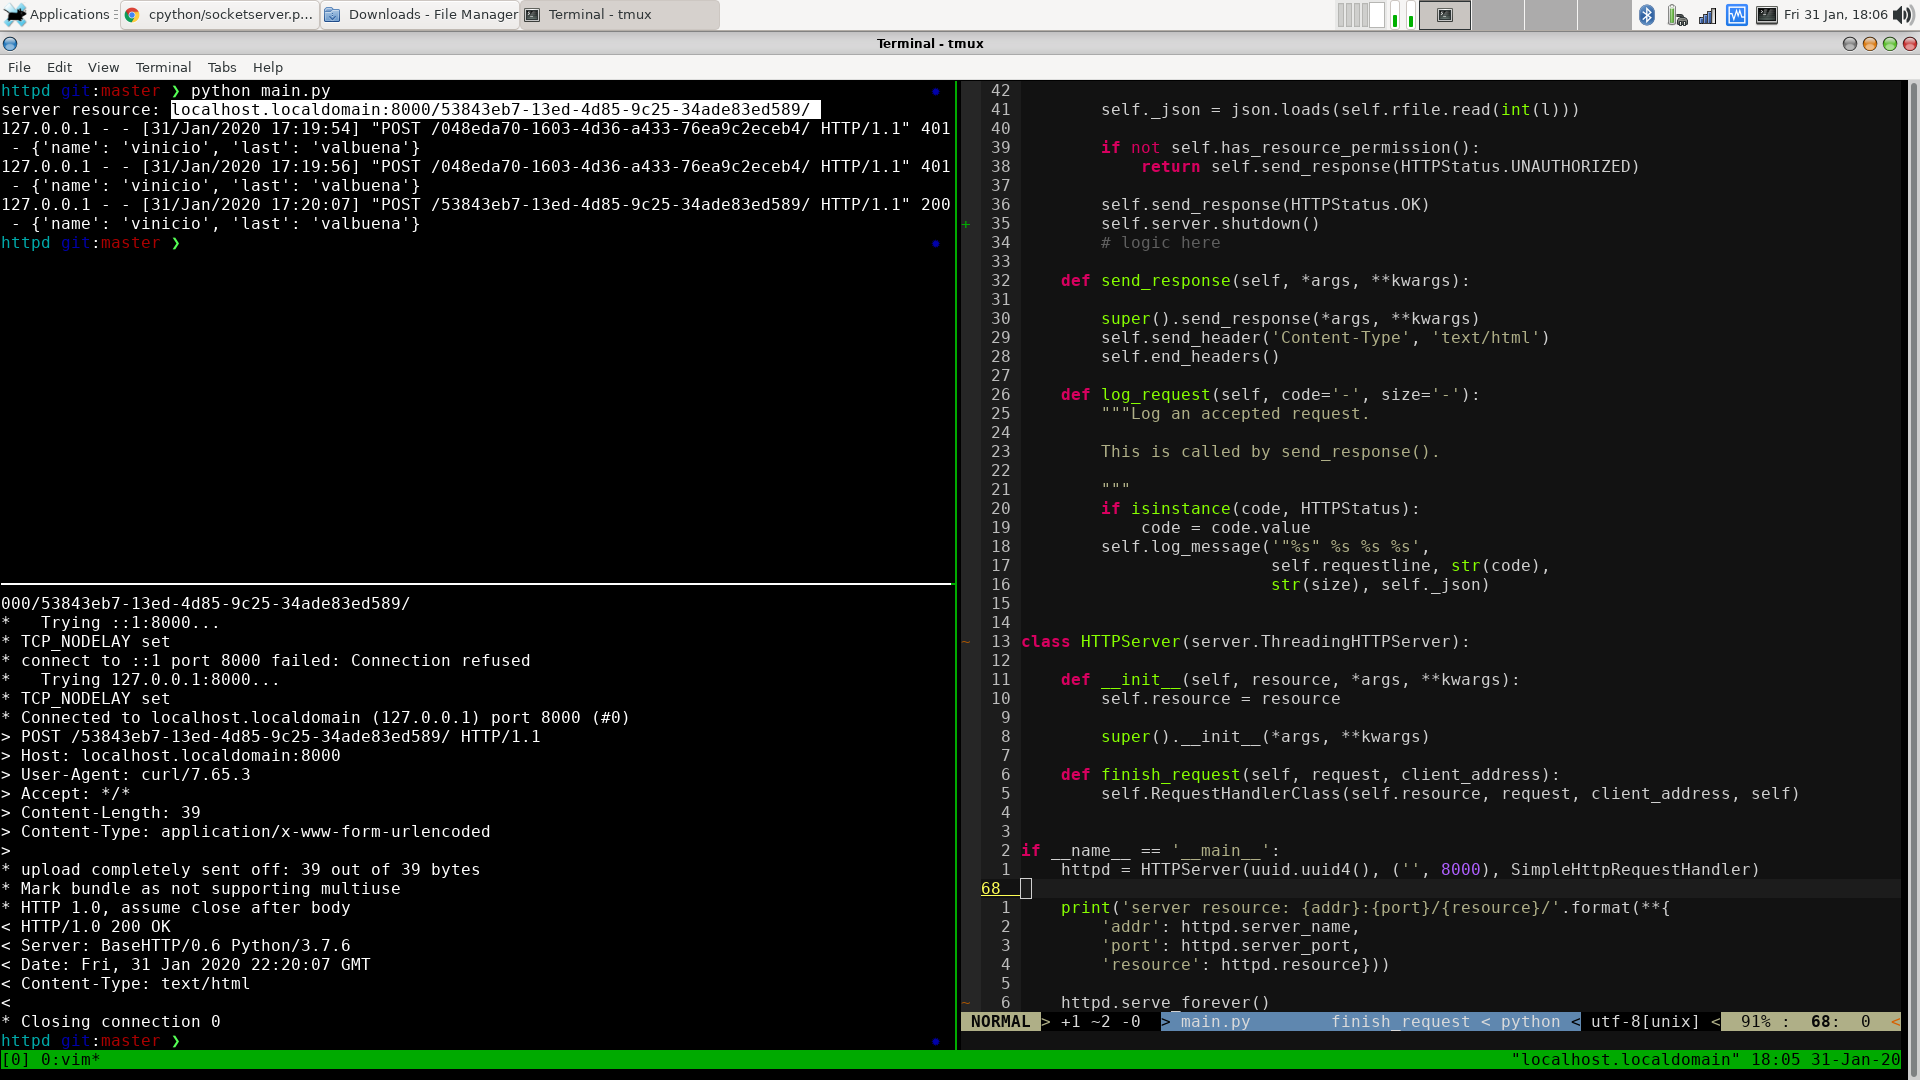 Applications
cpython/socketserver.p...
Downloads - File Manager
Terminal - tmux
Fri 31 Jan, 18:06
Terminal - tmux
File Edit View Terminal Tabs Help
httpd git:master ❯ python main.py
server resource: localhost.localdomain:8000/53843eb7-13ed-4d85-9c25-34ade83ed589/
127.0.0.1 - - [31/Jan/2020 17:19:54] "POST /048eda70-1603-4d36-a433-76ea9c2eceb4/ HTTP/1.1" 401
- {'name': 'vinicio', 'last': 'valbuena'}
127.0.0.1 - - [31/Jan/2020 17:19:56] "POST /048eda70-1603-4d36-a433-76ea9c2eceb4/ HTTP/1.1" 401
- {'name': 'vinicio', 'last': 'valbuena'}
127.0.0.1 - - [31/Jan/2020 17:20:07] "POST /53843eb7-13ed-4d85-9c25-34ade83ed589/ HTTP/1.1" 200
- {'name': 'vinicio', 'last': 'valbuena'}
httpd git:master ❯
000/53843eb7-13ed-4d85-9c25-34ade83ed589/
*   Trying ::1:8000...
* TCP_NODELAY set
* connect to ::1 port 8000 failed: Connection refused
*   Trying 127.0.0.1:8000...
* TCP_NODELAY set
* Connected to localhost.localdomain (127.0.0.1) port 8000 (#0)
> POST /53843eb7-13ed-4d85-9c25-34ade83ed589/ HTTP/1.1
> Host: localhost.localdomain:8000
> User-Agent: curl/7.65.3
> Accept: */*
> Content-Length: 39
> Content-Type: application/x-www-form-urlencoded
>
* upload completely sent off: 39 out of 39 bytes
* Mark bundle as not supporting multiuse
* HTTP 1.0, assume close after body
< HTTP/1.0 200 OK
< Server: BaseHTTP/0.6 Python/3.7.6
< Date: Fri, 31 Jan 2020 22:20:07 GMT
< Content-Type: text/html
<
* Closing connection 0
httpd git:master ❯
42
41         self._json = json.loads(self.rfile.read(int(l)))
40
39         if not self.has_resource_permission():
38             return self.send_response(HTTPStatus.UNAUTHORIZED)
37
36         self.send_response(HTTPStatus.OK)
+ 35         self.server.shutdown()
34         # logic here
33
32     def send_response(self, *args, **kwargs):
31
30         super().send_response(*args, **kwargs)
29         self.send_header('Content-Type', 'text/html')
28         self.end_headers()
27
26     def log_request(self, code='-', size='-'):
25         """Log an accepted request.
24
23         This is called by send_response().
22
21         """
20         if isinstance(code, HTTPStatus):
19             code = code.value
18         self.log_message('"%s" %s %s %s',
17                          self.requestline, str(code),
16                          str(size), self._json)
15
14
~ 13 class HTTPServer(server.ThreadingHTTPServer):
12
11     def __init__(self, resource, *args, **kwargs):
10         self.resource = resource
9
8         super().__init__(*args, **kwargs)
7
6     def finish_request(self, request, client_address):
5         self.RequestHandlerClass(self.resource, request, client_address, self)
4
3
2 if __name__ == '__main__':
1     httpd = HTTPServer(uuid.uuid4(), ('', 8000), SimpleHttpRequestHandler)
68
1     print('server resource: {addr}:{port}/{resource}/'.format(**{
2         'addr': httpd.server_name,
3         'port': httpd.server_port,
4         'resource': httpd.resource}))
5
~ 6     httpd.serve_forever()
NORMAL > +1 ~2 -0 > main.py finish_request < python < utf-8[unix] < 91% : 68: 0 <
[0] 0:vim* "localhost.localdomain" 18:05 31-Jan-20